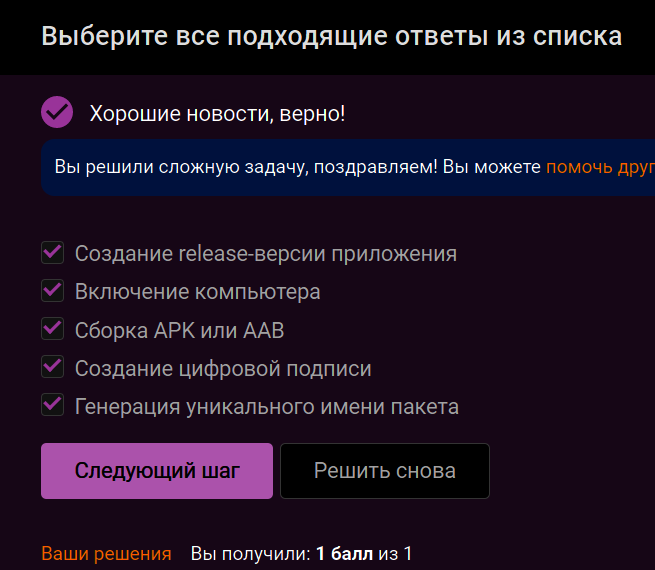 Выберите все подходящие ответы из списка
Хорошие новости, верно!
Вы решили сложную задачу, поздравляем! Вы можете помочь друг
Создание release-версии приложения
Включение компьютера
Сборка APK или AAB
Создание цифровой подписи
Генерация уникального имени пакета
Следующий шаг Решить снова
Ваши решения Вы получили: 1 балл из 1